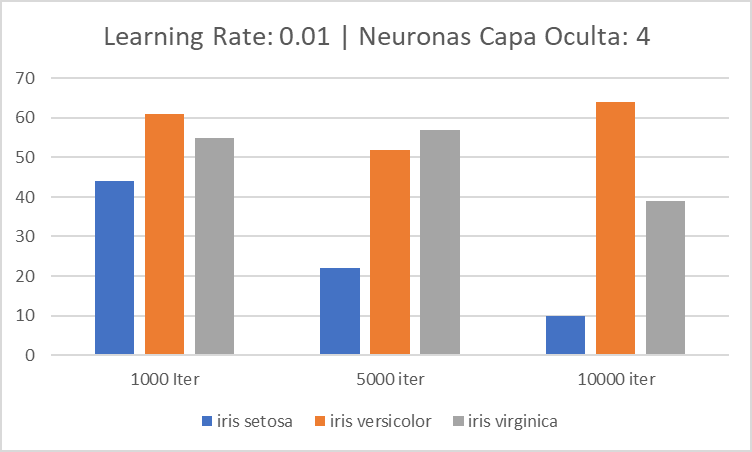 Learning Rate: 0.01 | Neuronas Capa Oculta: 4
70
60
50
40
30
20
10
0
1000 Iter 5000 iter 10000 iter
iris setosa iris versicolor iris virginica